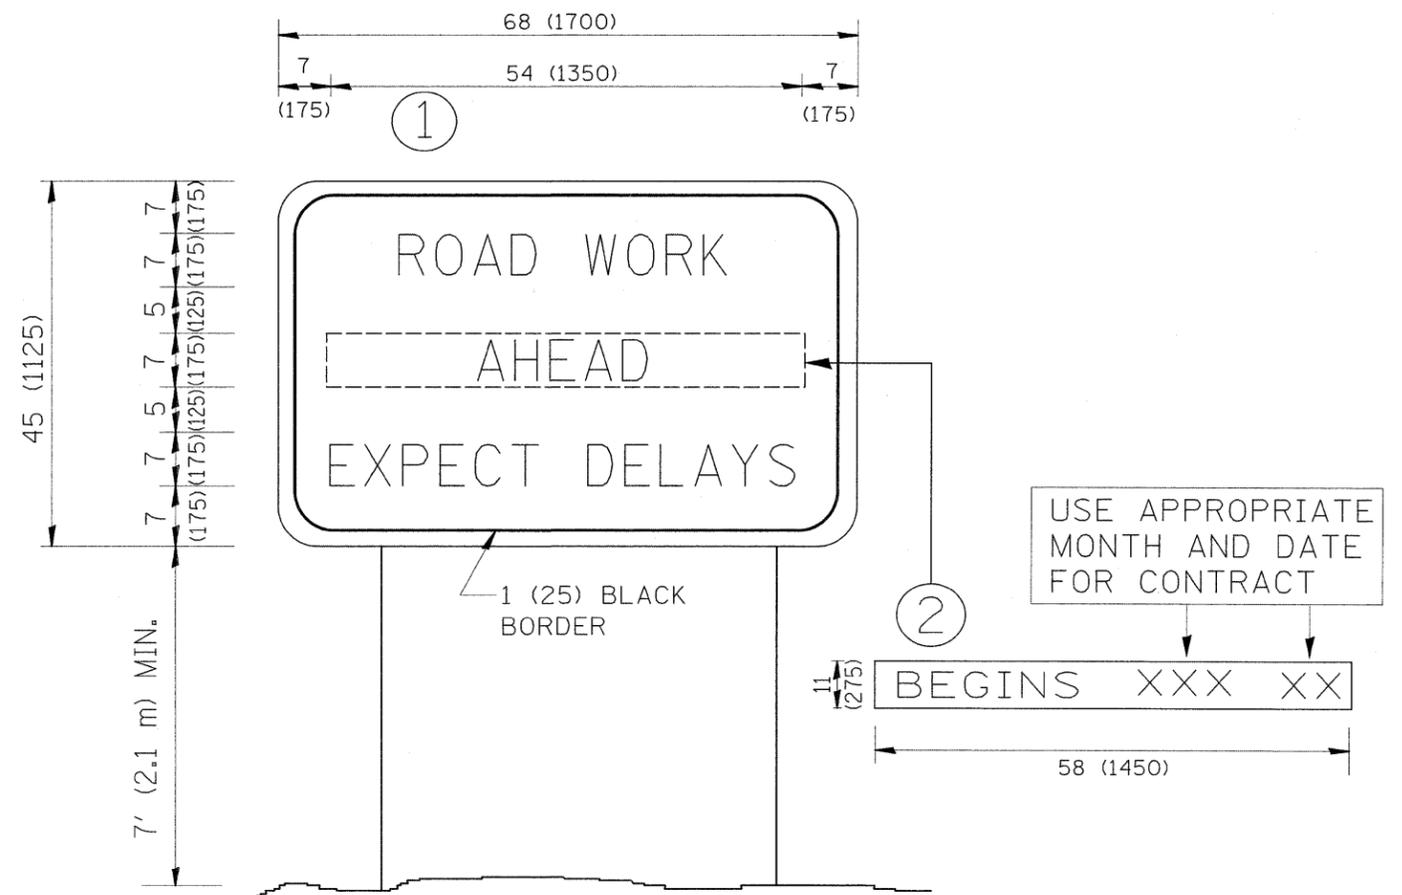 68 (1700)
7 54 (1350) 7
(175) (175)
1
7 (175)
7 (175)
5 (125)
7 (175)
5 (125)
7 (175)
7 (175)
45 (1125)
ROAD WORK
AHEAD
EXPECT DELAYS
1 (25) BLACK
BORDER
7' (2.1 m) MIN.
2
USE APPROPRIATE
MONTH AND DATE
FOR CONTRACT
11
(275)
BEGINS XXX XX
58 (1450)